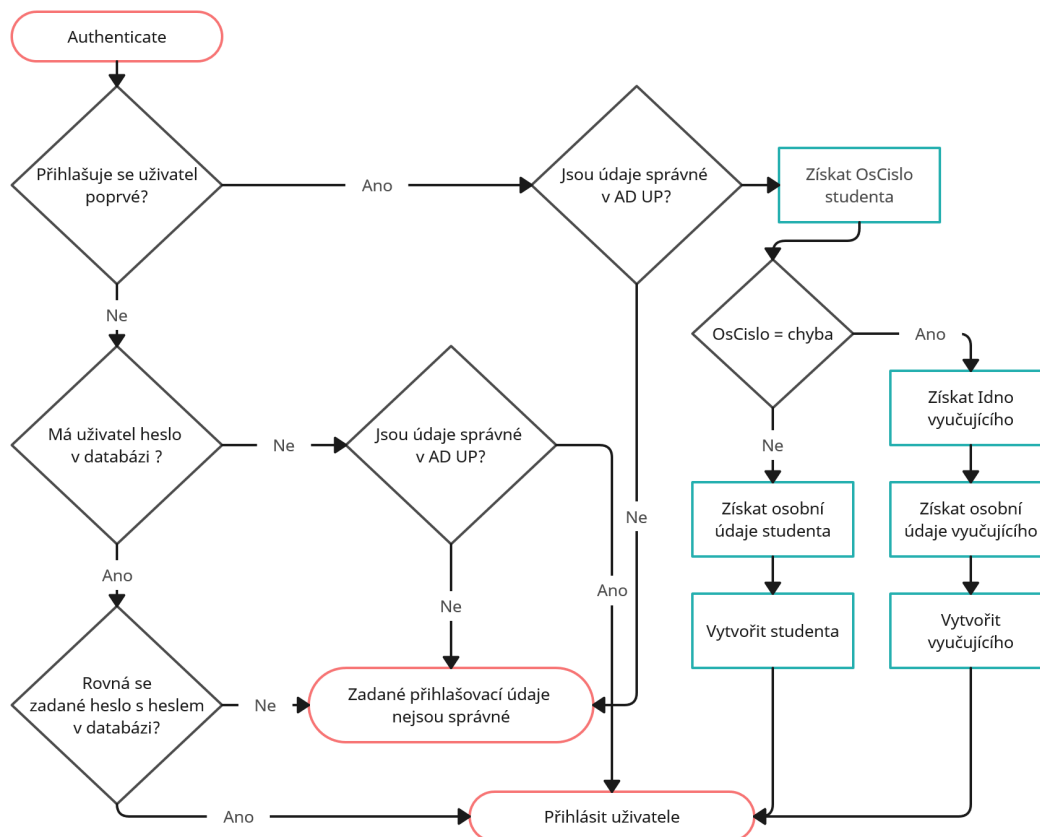 Authenticate
Přihlašuje se uživatel
poprvé?
Ano
Jsou údaje správné
v AD UP?
Získat OsCislo
studenta
Ne
OsCislo = chyba
Ano
Získat Idno
vyučujícího
Má uživatel heslo
v databázi ?
Ne
Jsou údaje správné
v AD UP?
Ne
Získat osobní
údaje studenta
Získat osobní
údaje vyučujícího
Ne
Ano
Ano
Ne
Vytvořit studenta
Vytvořit
vyučujícího
Rovná se
zadané heslo s heslem
v databázi?
Ne
Zadané přihlašovací údaje
nejsou správné
Ano
Přihlásit uživatele